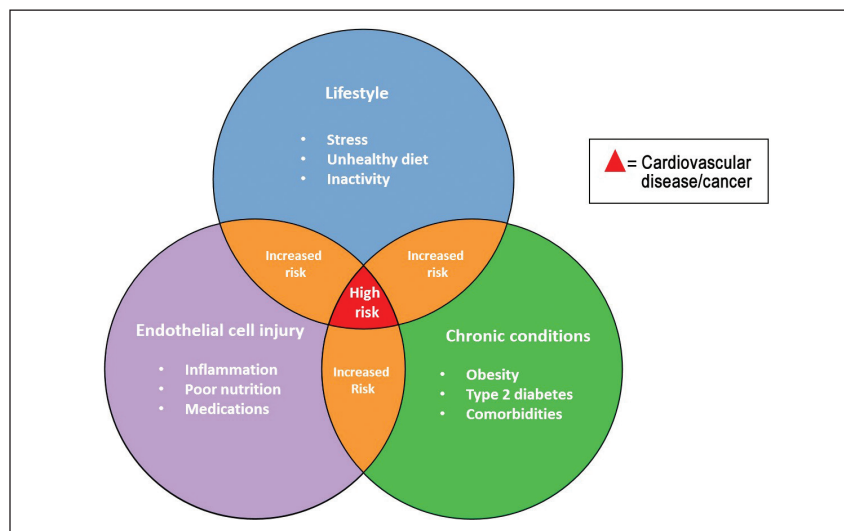 Lifestyle
• Stress
• Unhealthy diet
• Inactivity
= Cardiovascular
disease/cancer
Increased
risk
Increased
risk
High
risk
Endothelial cell injury
• Inflammation
• Poor nutrition
• Medications
Increased
Risk
Chronic conditions
• Obesity
• Type 2 diabetes
• Comorbidities